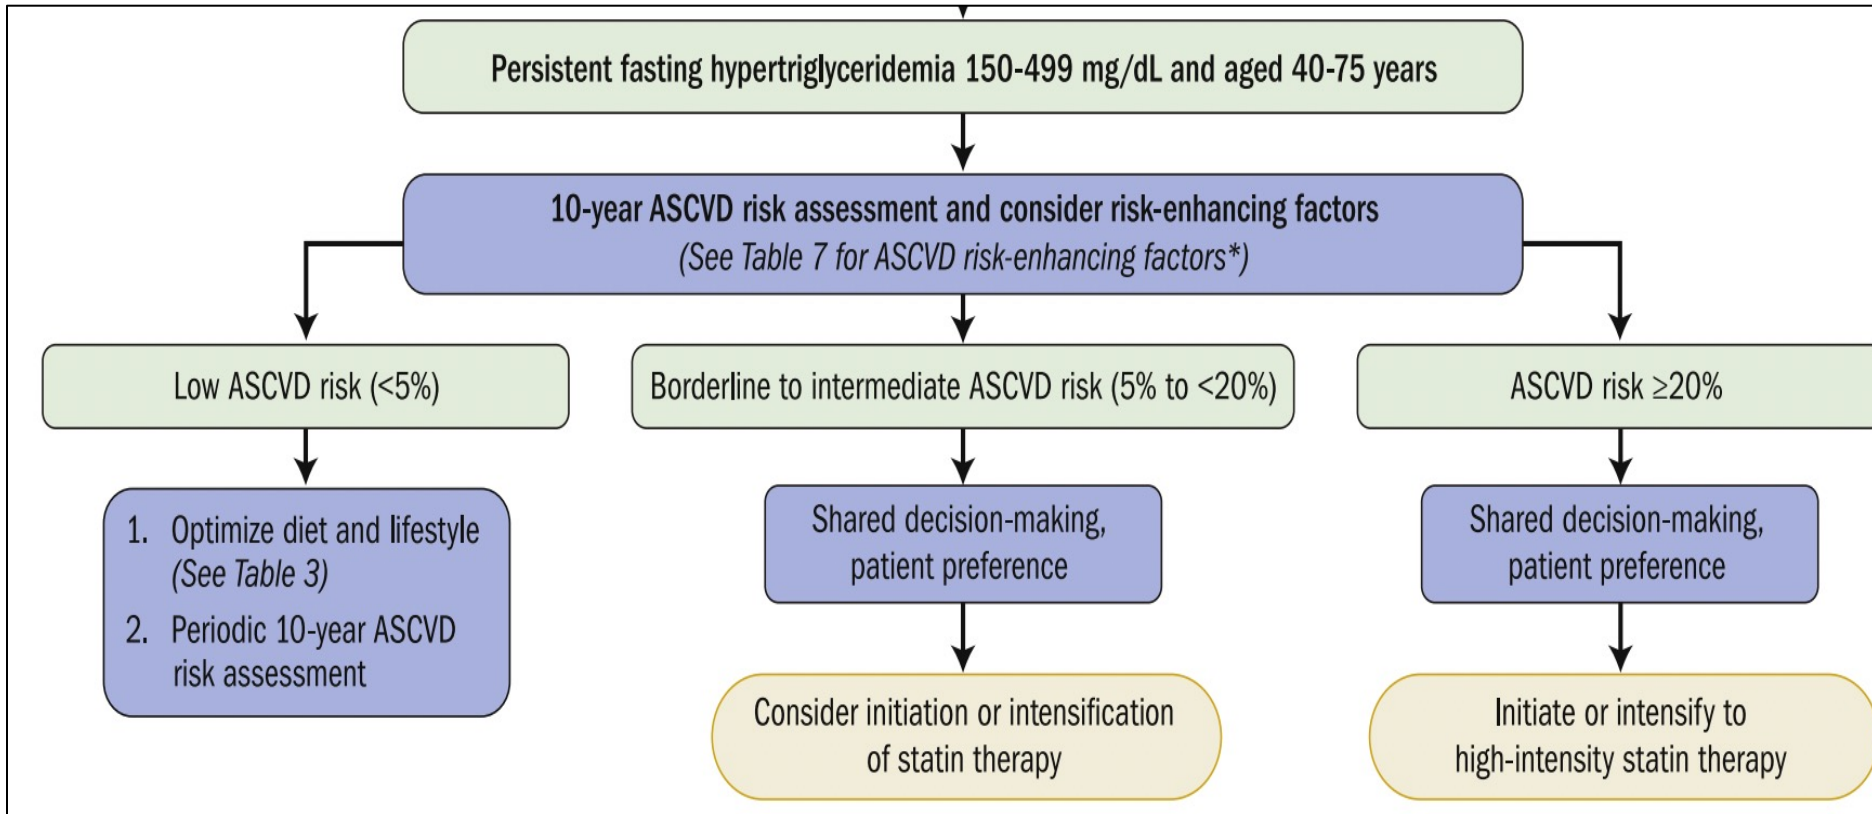 Persistent fasting hypertriglyceridemia 150-499 mg/dL and aged 40-75 years
10-year ASCVD risk assessment and consider risk-enhancing factors
(See Table 7 for ASCVD risk-enhancing factors*)
Low ASCVD risk (<5%)
Borderline to intermediate ASCVD risk (5% to <20%)
ASCVD risk ≥20%
1. Optimize diet and lifestyle
(See Table 3)
2. Periodic 10-year ASCVD
risk assessment
Shared decision-making,
patient preference
Shared decision-making,
patient preference
Consider initiation or intensification
of statin therapy
Initiate or intensify to
high-intensity statin therapy